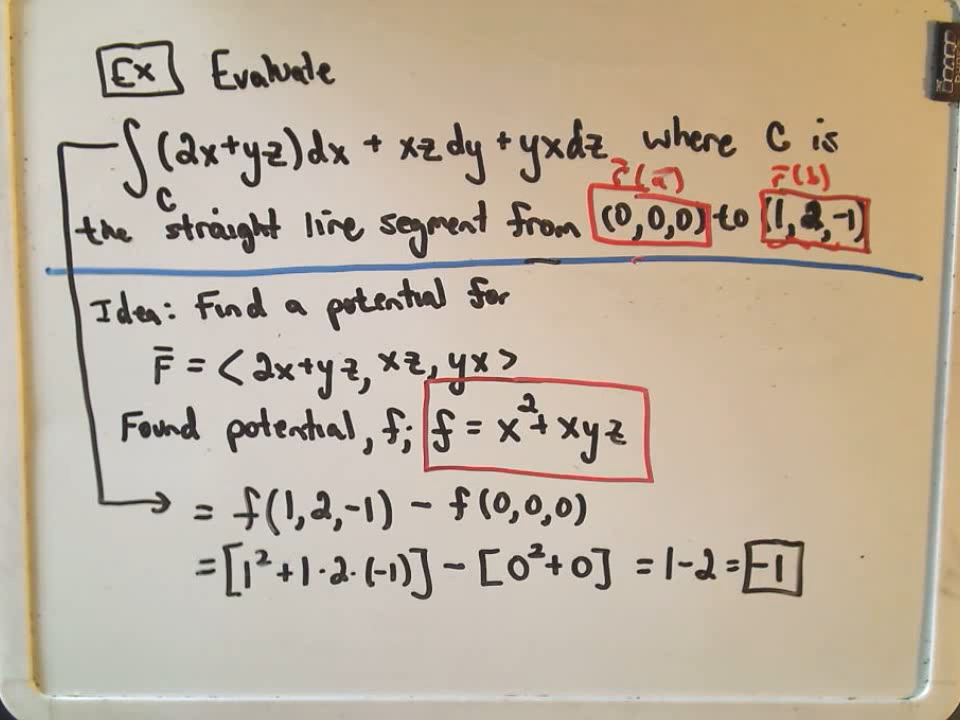 Ex Evaluate
∫_C (2x+yz)dx + xz dy + yx dz where C is
r̄(a) r̄(b)
the straight line segment from (0,0,0) to (1,2,-1)
Idea: Find a potential for
F̄ = <2x+yz, xz, yx>
Found potential, f; f = x² + xyz
= f(1,2,-1) - f(0,0,0)
= [1²+1·2·(-1)] - [0²+0] = 1-2 = -1